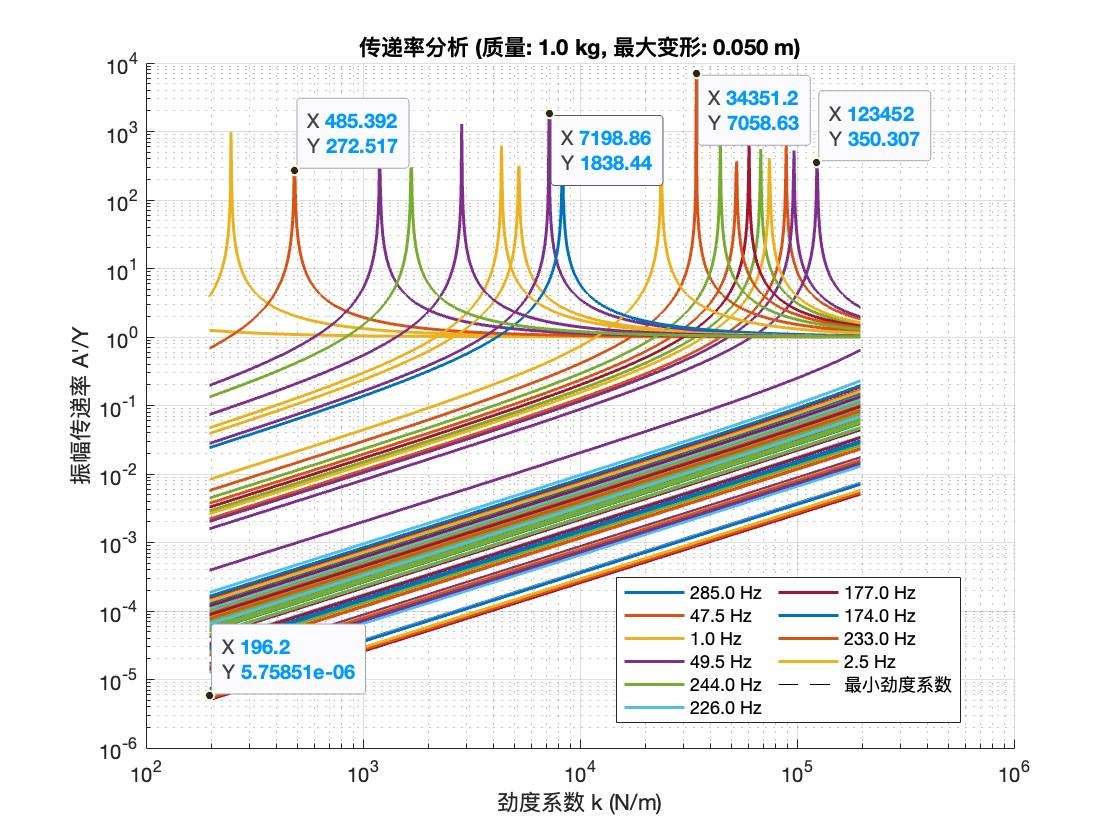 传递率分析 (质量: 1.0 kg, 最大变形: 0.050 m)
10^4
10^3
10^2
10^1
10^0
10^-1
10^-2
10^-3
10^-4
10^-5
10^-6
振幅传递率 A'/Y
X 485.392
Y 272.517
X 7198.86
Y 1838.44
X 34351.2
Y 7058.63
X 123452
Y 350.307
X 196.2
Y 5.75851e-06
285.0 Hz
47.5 Hz
1.0 Hz
49.5 Hz
244.0 Hz
226.0 Hz
177.0 Hz
174.0 Hz
233.0 Hz
2.5 Hz
最小劲度系数
10^2
10^3
10^4
10^5
10^6
劲度系数 k (N/m)